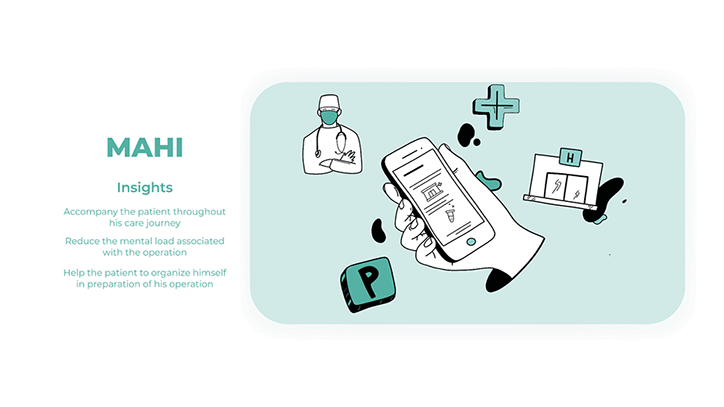 MAHI
Insights
Accompany the patient throughout
his care journey
Reduce the mental load associated
with the operation
Help the patient to organize himself
in preparation of his operation
H
P